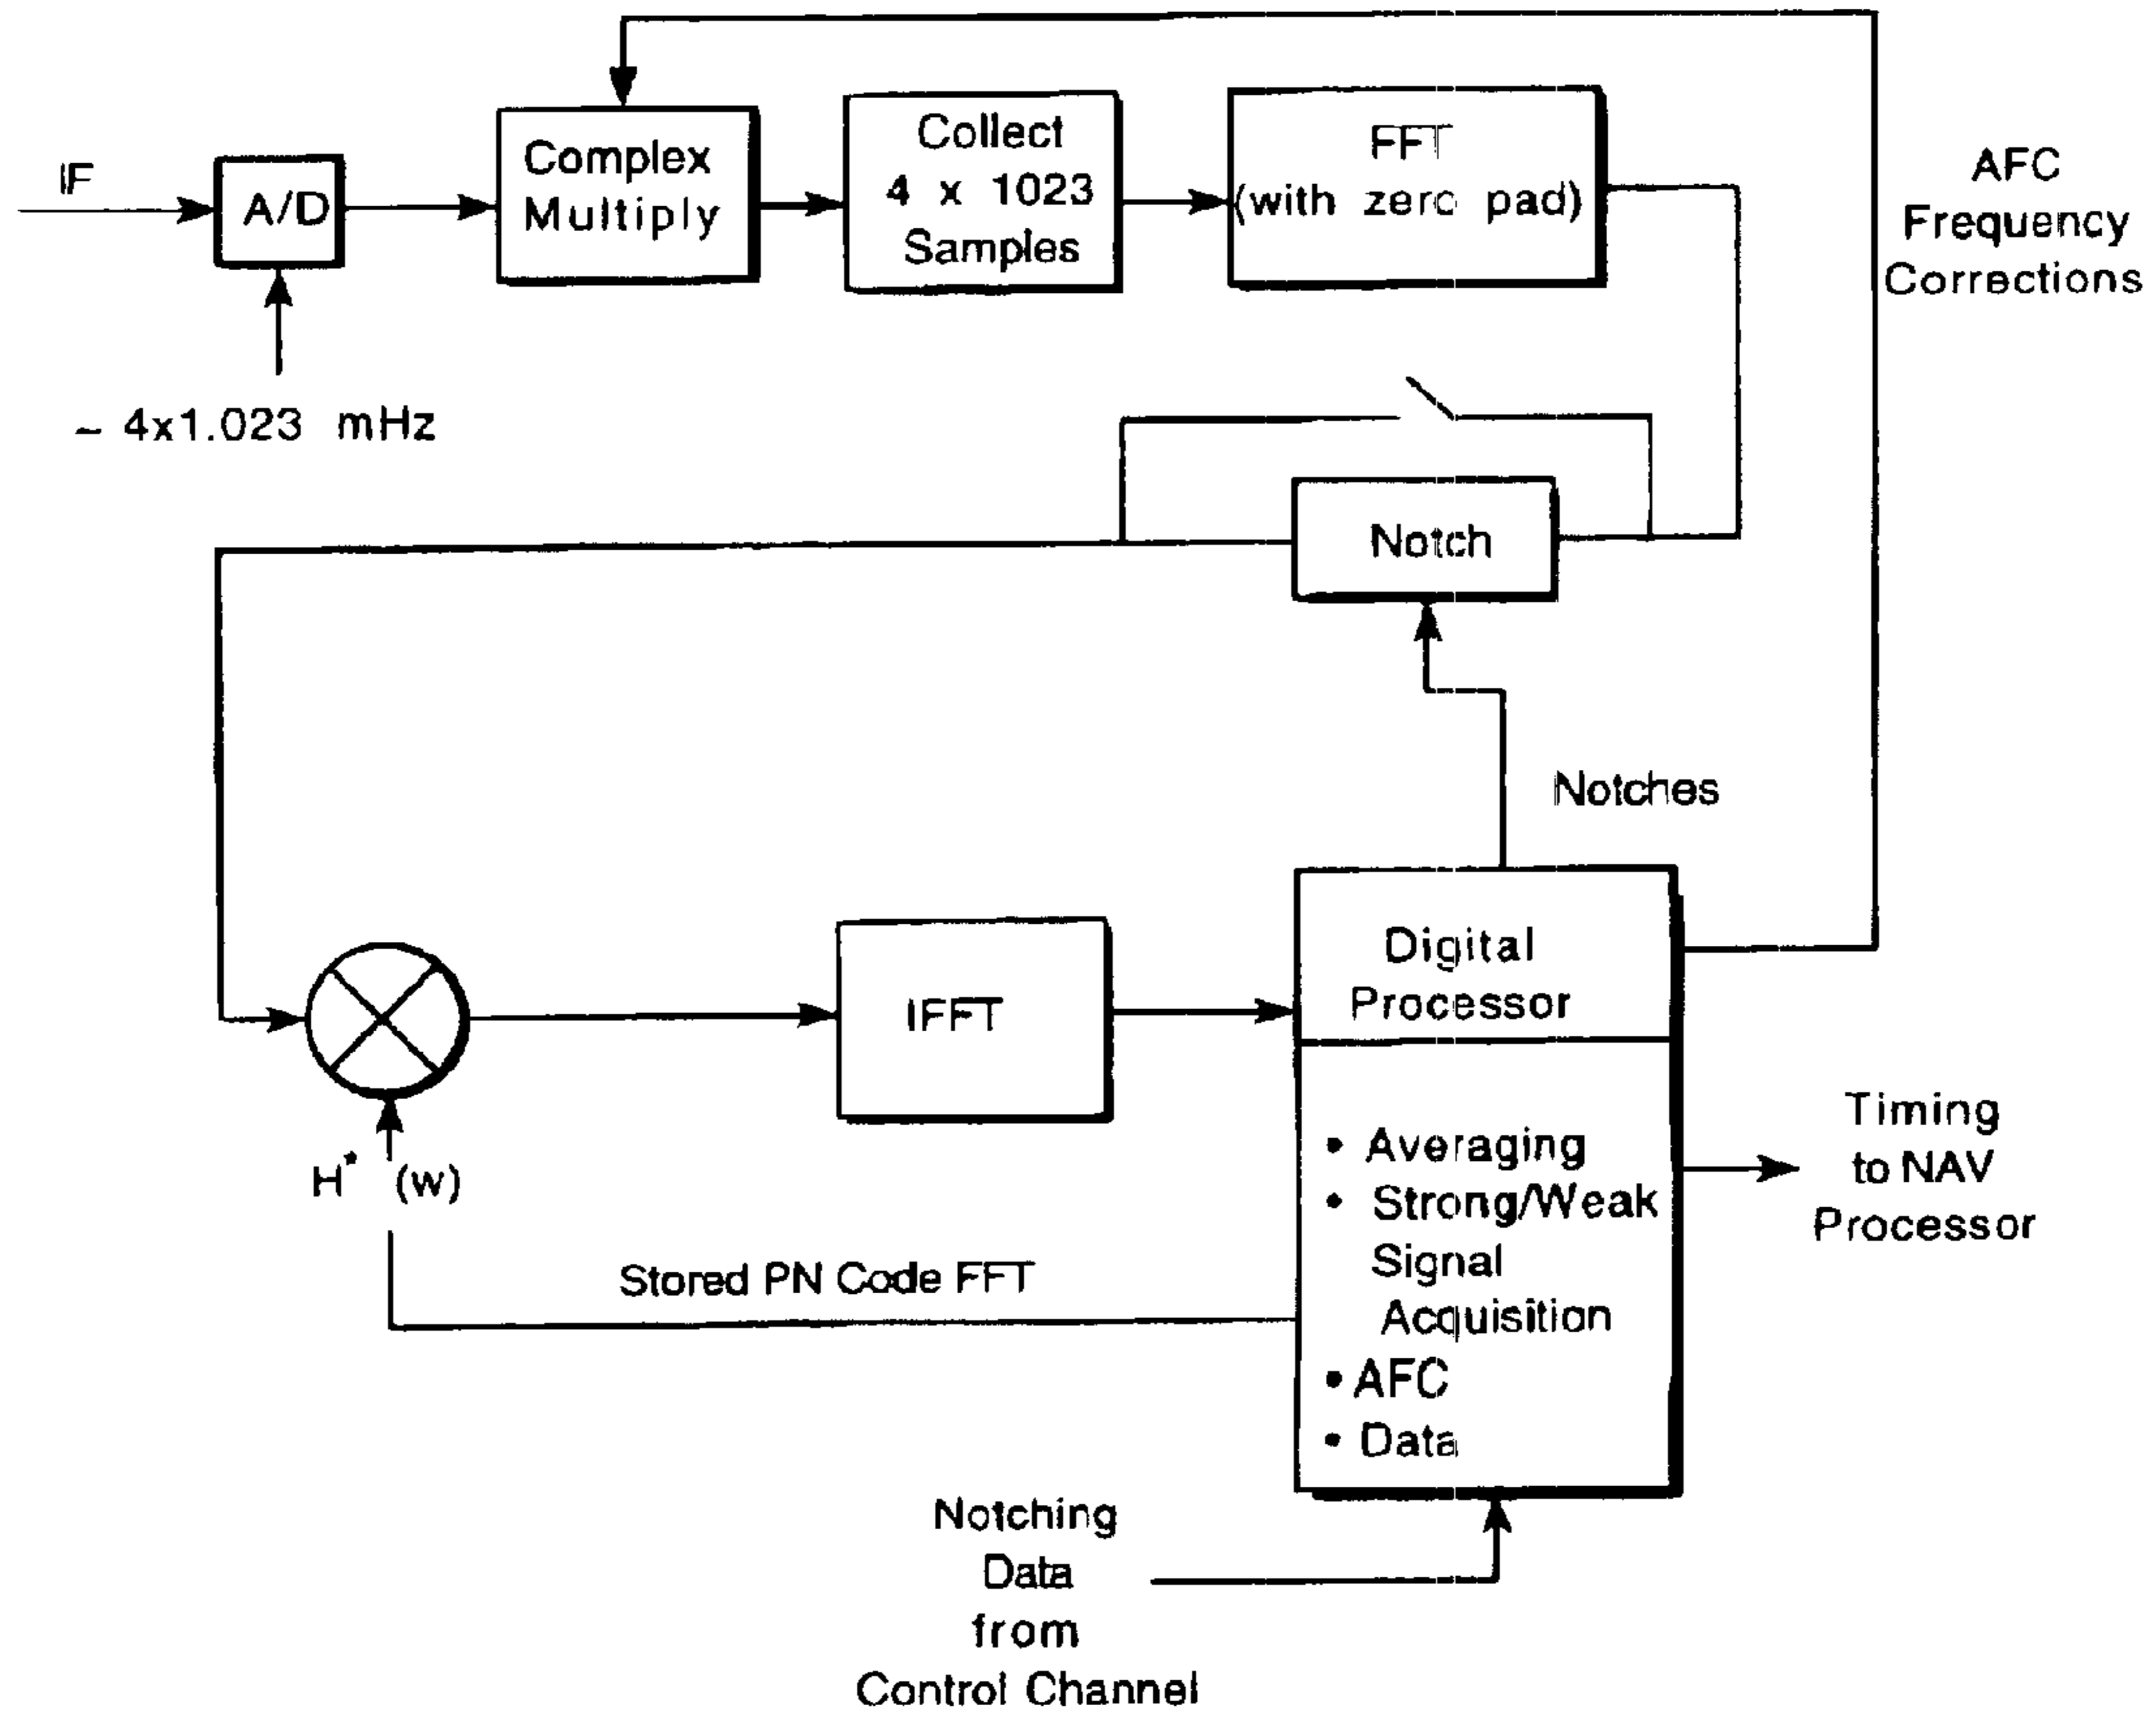 IF
A/D
~ 4x1.023 mHz
Complex
Multiply
Collect
4 x 1023
Samples
FFT
(with zero pad)
AFC
Frequency
Corrections
Notch
Notches
H* (w)
IFFT
Digital
Processor
• Averaging
• Strong/Weak
Signal
Acquisition
• AFC
• Data
Timing
to NAV
Processor
Stored PN Code FFT
Notching
Data
from
Control Channel